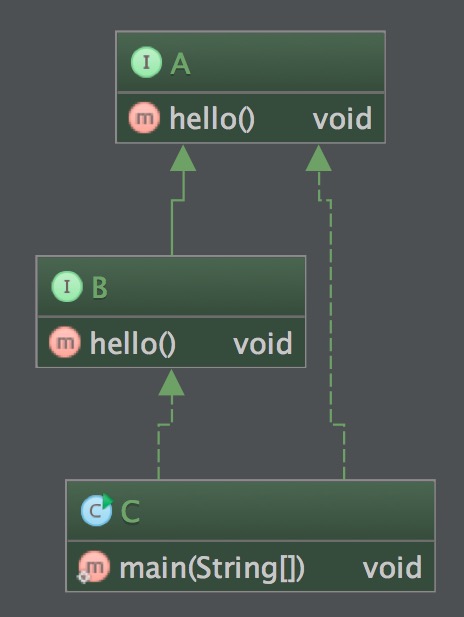 I A
m hello() void
I B
m hello() void
C C
m main(String[]) void